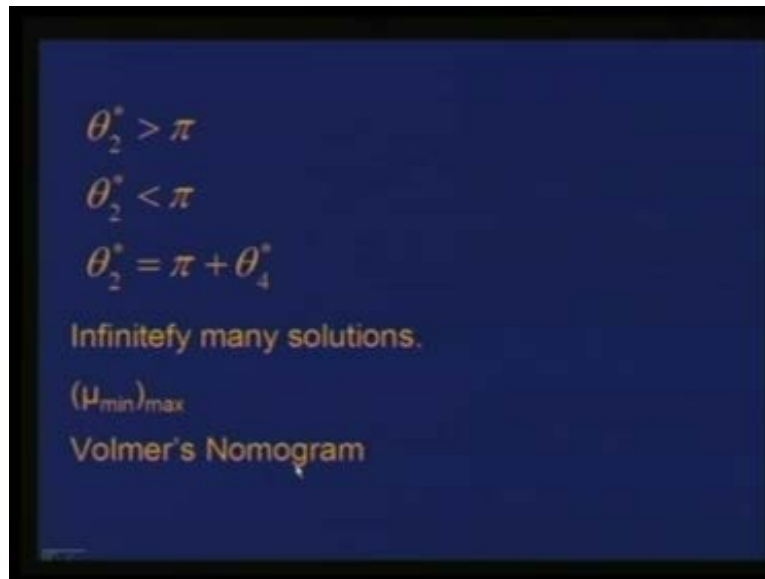 θ₂* > π
θ₂* < π
θ₂* = π + θ₄*
Infinitefy many solutions.
(μmin)max
Volmer's Nomogram